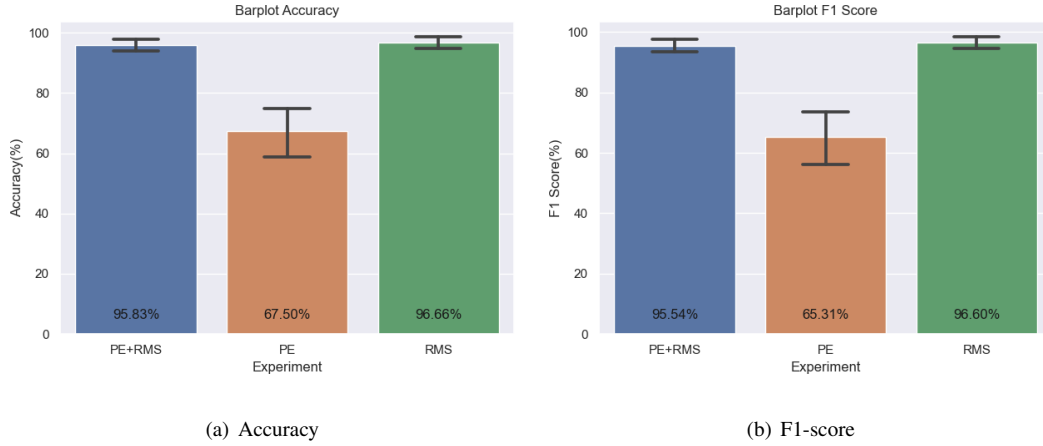 Barplot Accuracy
100
80
60
40
20
0
Accuracy(%)
95.83%
67.50%
96.66%
PE+RMS
PE
RMS
Experiment
(a) Accuracy
Barplot F1 Score
100
80
60
40
20
0
F1 Score(%)
95.54%
65.31%
96.60%
PE+RMS
PE
RMS
Experiment
(b) F1-score